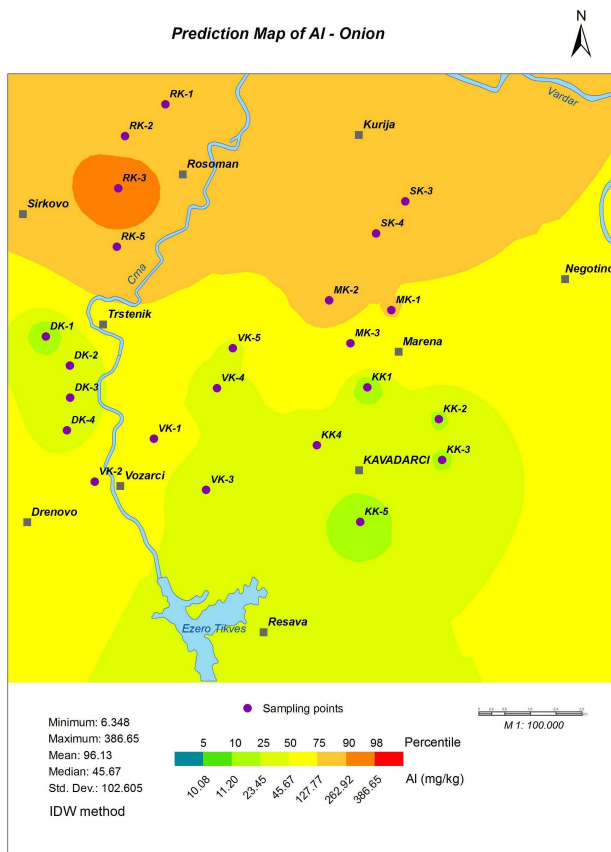 Prediction Map of Al - Onion
N
RK-1
Vardar
RK-2
Kurija
Rosoman
RK-3
SK-3
Sirkovo
SK-4
RK-5
Crna
Negotino
MK-2
MK-1
Trstenik
DK-1
VK-5
MK-3
Marena
DK-2
VK-4
KK1
DK-3
KK-2
DK-4
VK-1
KK4
KK-3
KAVADARCI
VK-2
Vozarci
VK-3
Drenovo
KK-5
Ezero Tikves
Resava
Sampling points
M 1: 100.000
Minimum: 6.348
Maximum: 386.65
Mean: 96.13
Median: 45.67
Std. Dev.: 102.605
IDW method
5 10 25 50 75 90 98 Percentile
10.08 11.20 23.45 45.67 127.77 262.92 386.65 Al (mg/kg)